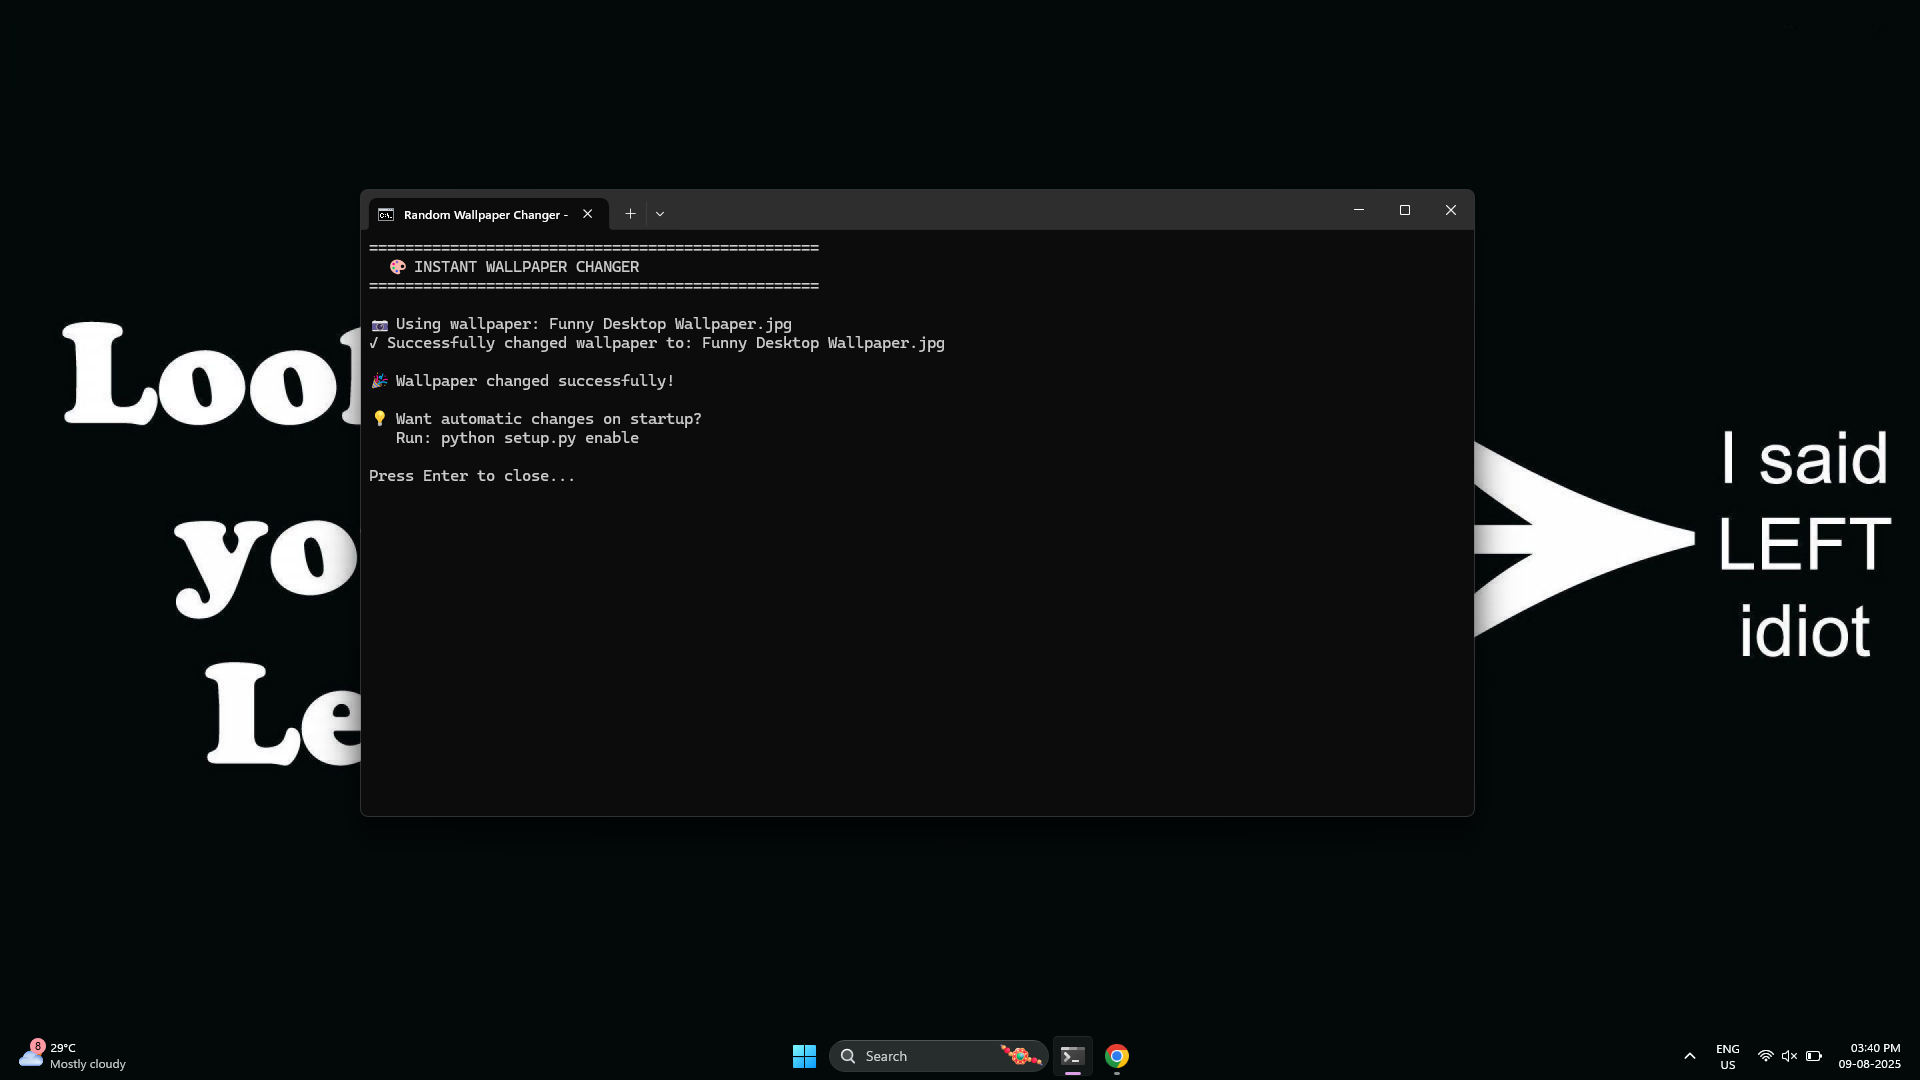 Random Wallpaper Changer -
==================================================
🎨 INSTANT WALLPAPER CHANGER
==================================================
📷 Using wallpaper: Funny Desktop Wallpaper.jpg
√ Successfully changed wallpaper to: Funny Desktop Wallpaper.jpg
🎉 Wallpaper changed successfully!
💡 Want automatic changes on startup?
Run: python setup.py enable
Press Enter to close...
Loo
yo
Le
I said
LEFT
idiot
8
29°C
Mostly cloudy
Search
ENG
US
03:40 PM
09-08-2025